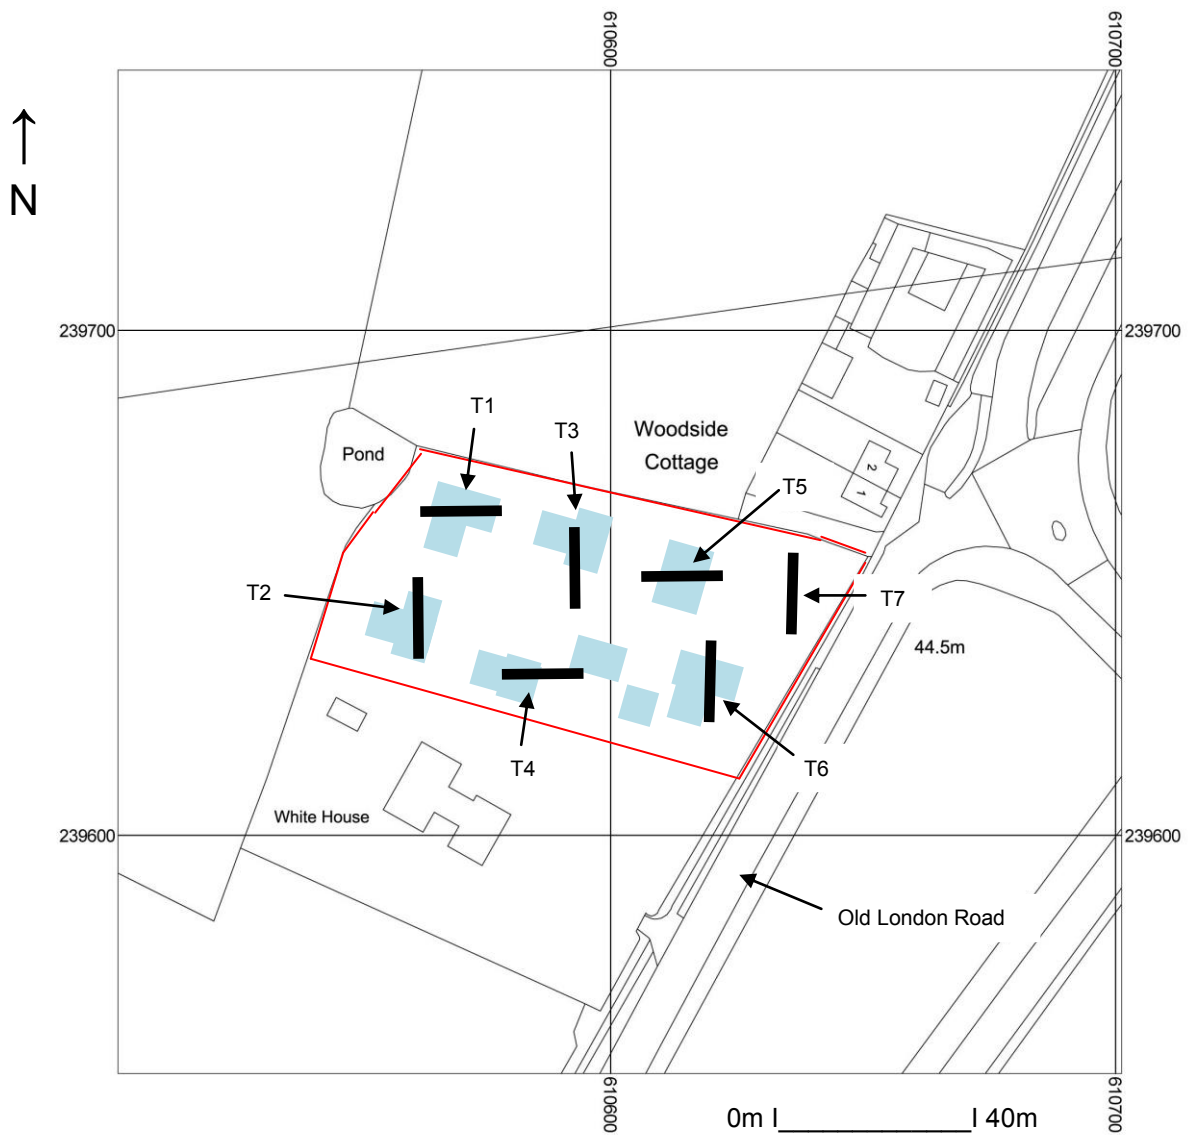 610600
610700
N
239700
239700
T1
T3
Woodside
Cottage
Pond
2
1
T5
T2
T7
44.5m
T4
T6
White House
239600
239600
Old London Road
610600
610700
0m I________________I 40m